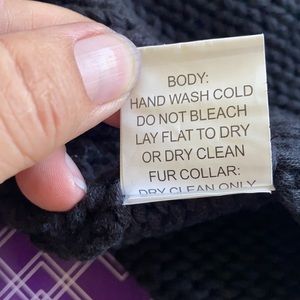 BODY:
HAND WASH COLD
DO NOT BLEACH
LAY FLAT TO DRY
OR DRY CLEAN
FUR COLLAR:
DRY CLEAN ONLY